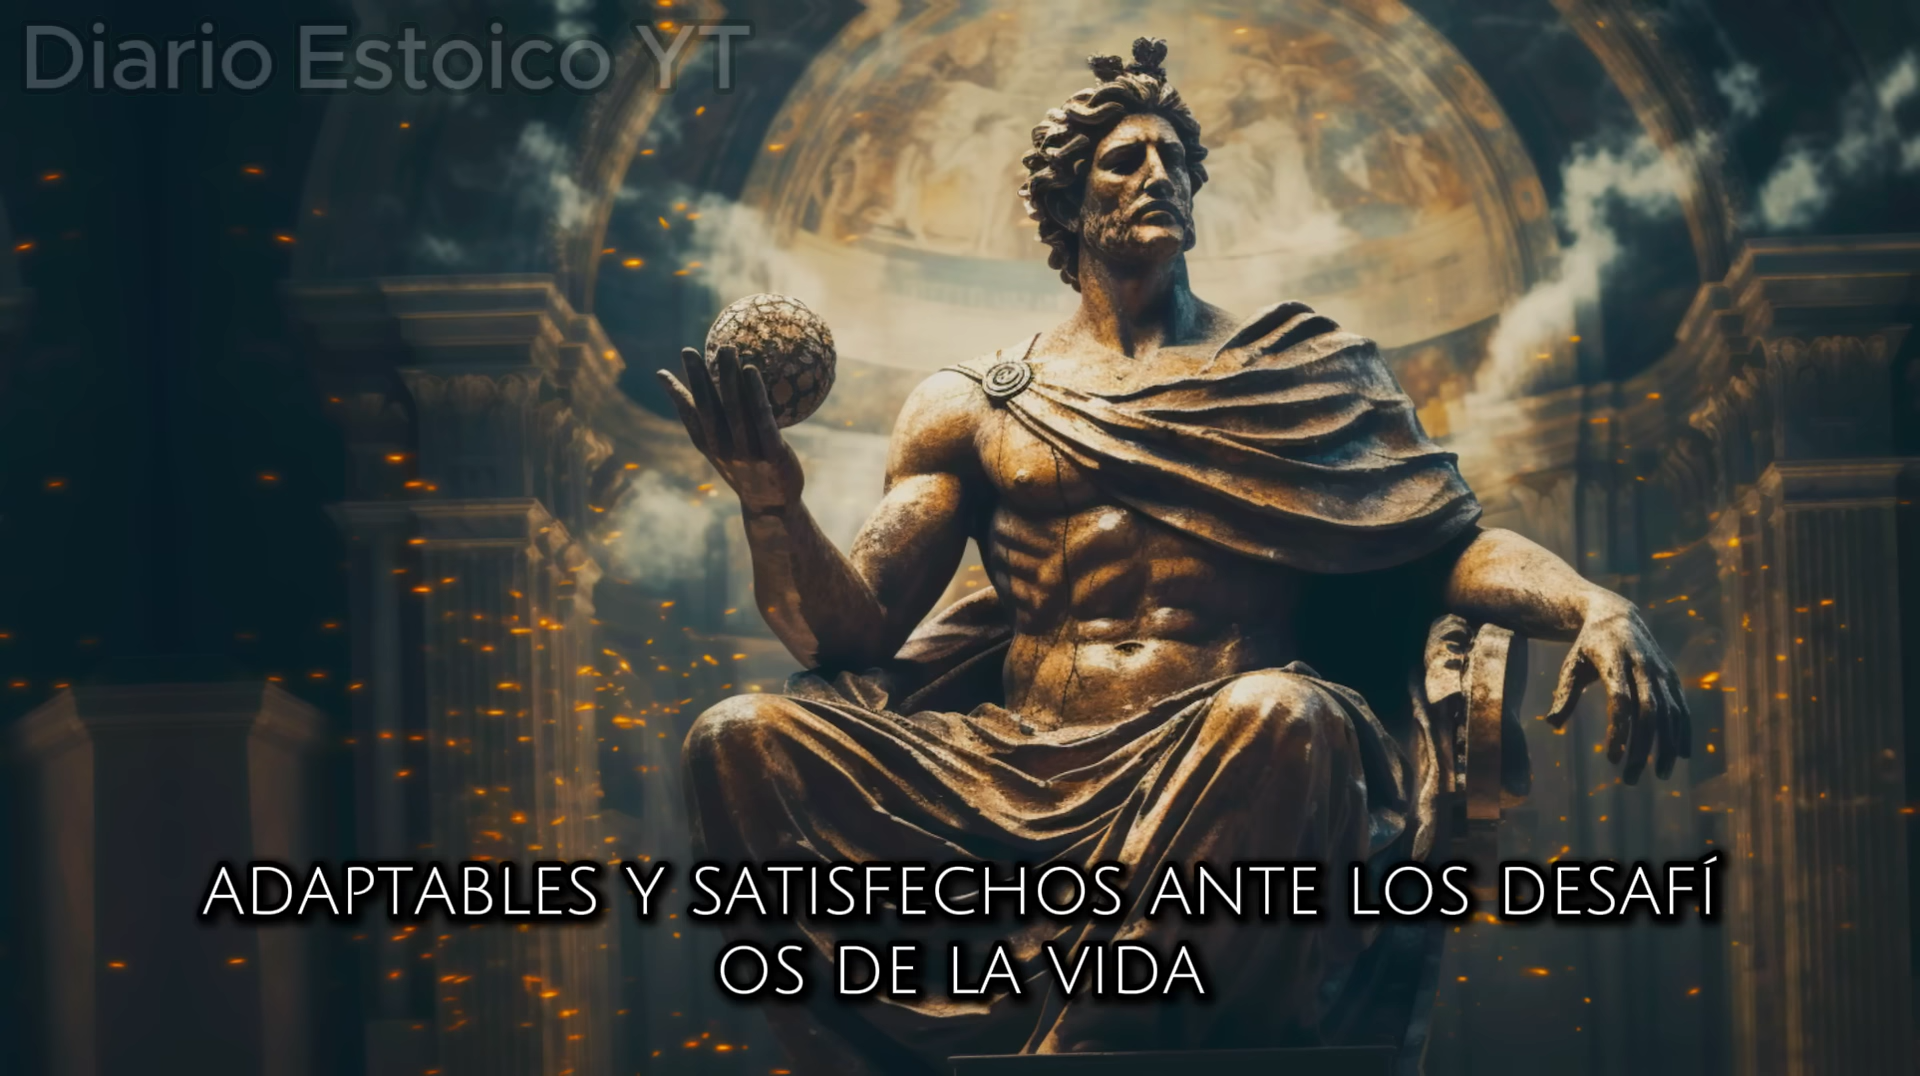 Diario Estoico YT
ADAPTABLES Y SATISFECHOS ANTE LOS DESAFÍ
OS DE LA VIDA